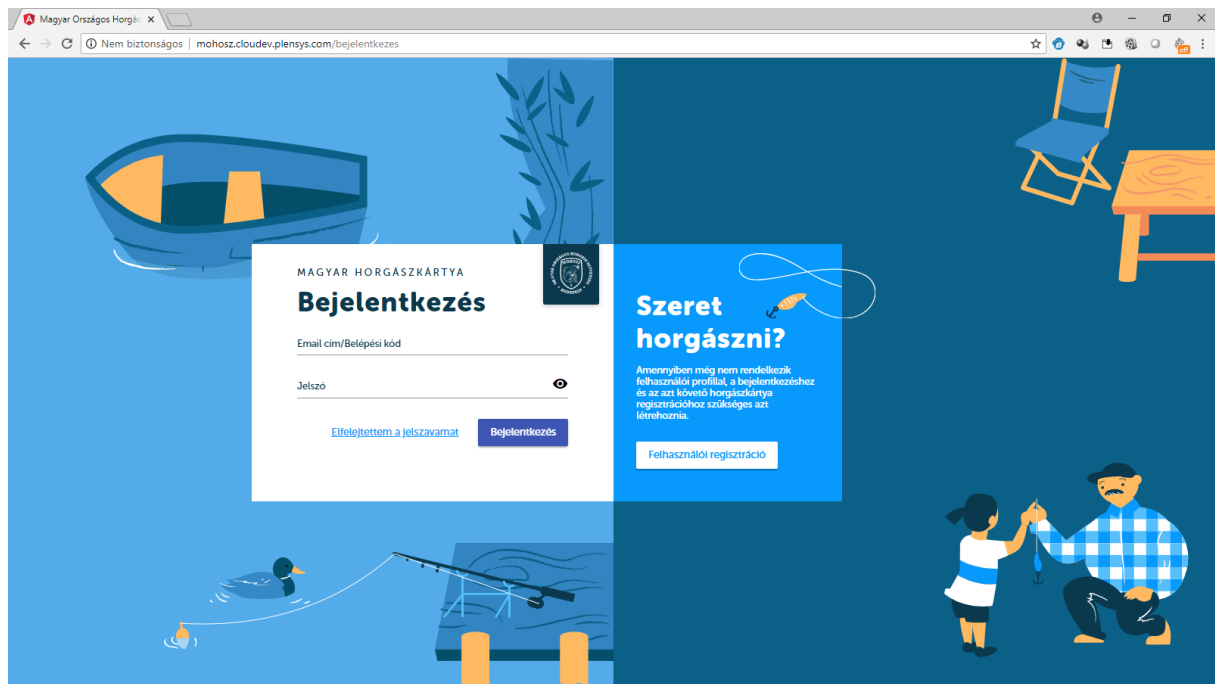 Magyar Országos Horgás
Nem biztonságos | mohosz.cloudev.plensys.com/bejelentkezes
off
MAGYAR HORGÁSZKÁRTYA
Bejelentkezés
Email cím/Belépési kód
Jelszó
Elfelejtettem a jelszavamat
Bejelentkezés
Szeret
horgászni?
Amennyiben még nem rendelkezik
felhasználói profillal, a bejelentkezéshez
és az azt követő horgászkártya
regisztrációhoz szükséges azt
létrehoznia.
Felhasználói regisztráció